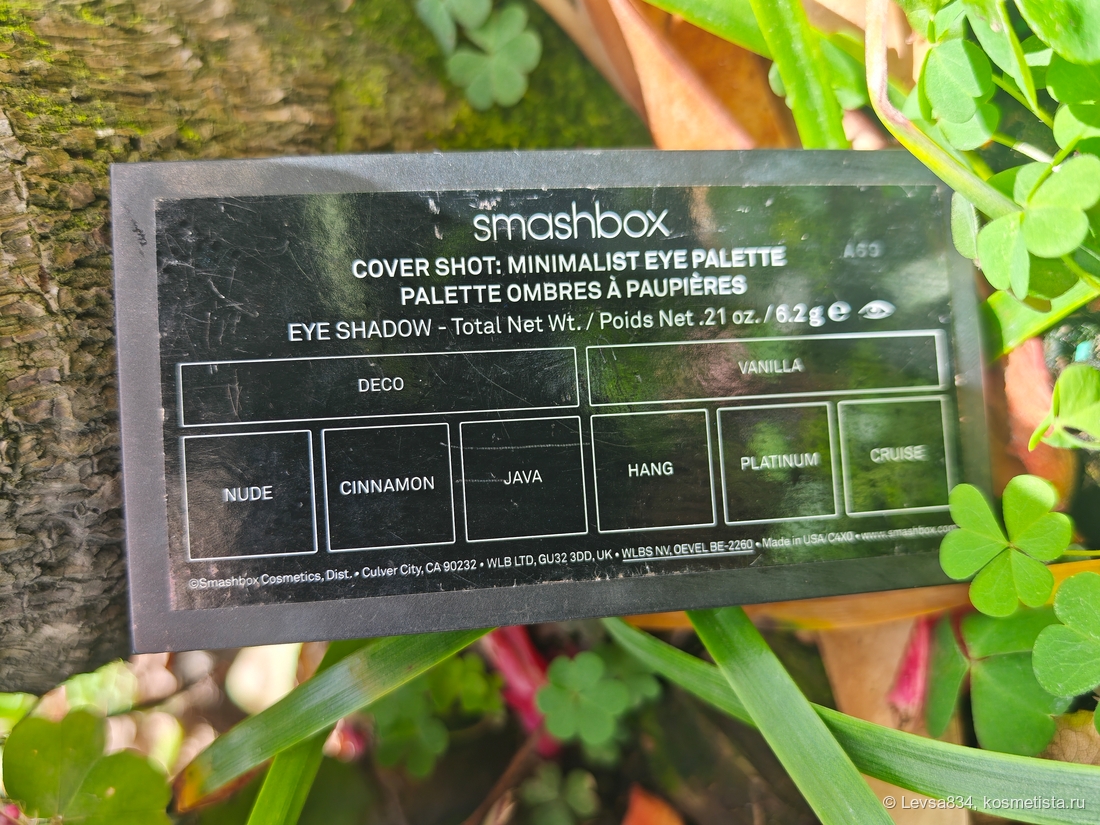 smashbox
COVER SHOT: MINIMALIST EYE PALETTE
PALETTE OMBRES À PAUPIÈRES
EYE SHADOW - Total Net Wt. / Poids Net .21 oz. / 6.2 g e
DECO
VANILLA
NUDE
CINNAMON
JAVA
HANG
PLATINUM
CRUISE
©Smashbox Cosmetics, Dist. • Culver City, CA 90232 • WLB LTD, GU32 3DD, UK • WLBS NV, OEVEL BE-2260 • Made in USA/ • www.smashbox.com
© Levsa834, kosmetista.ru